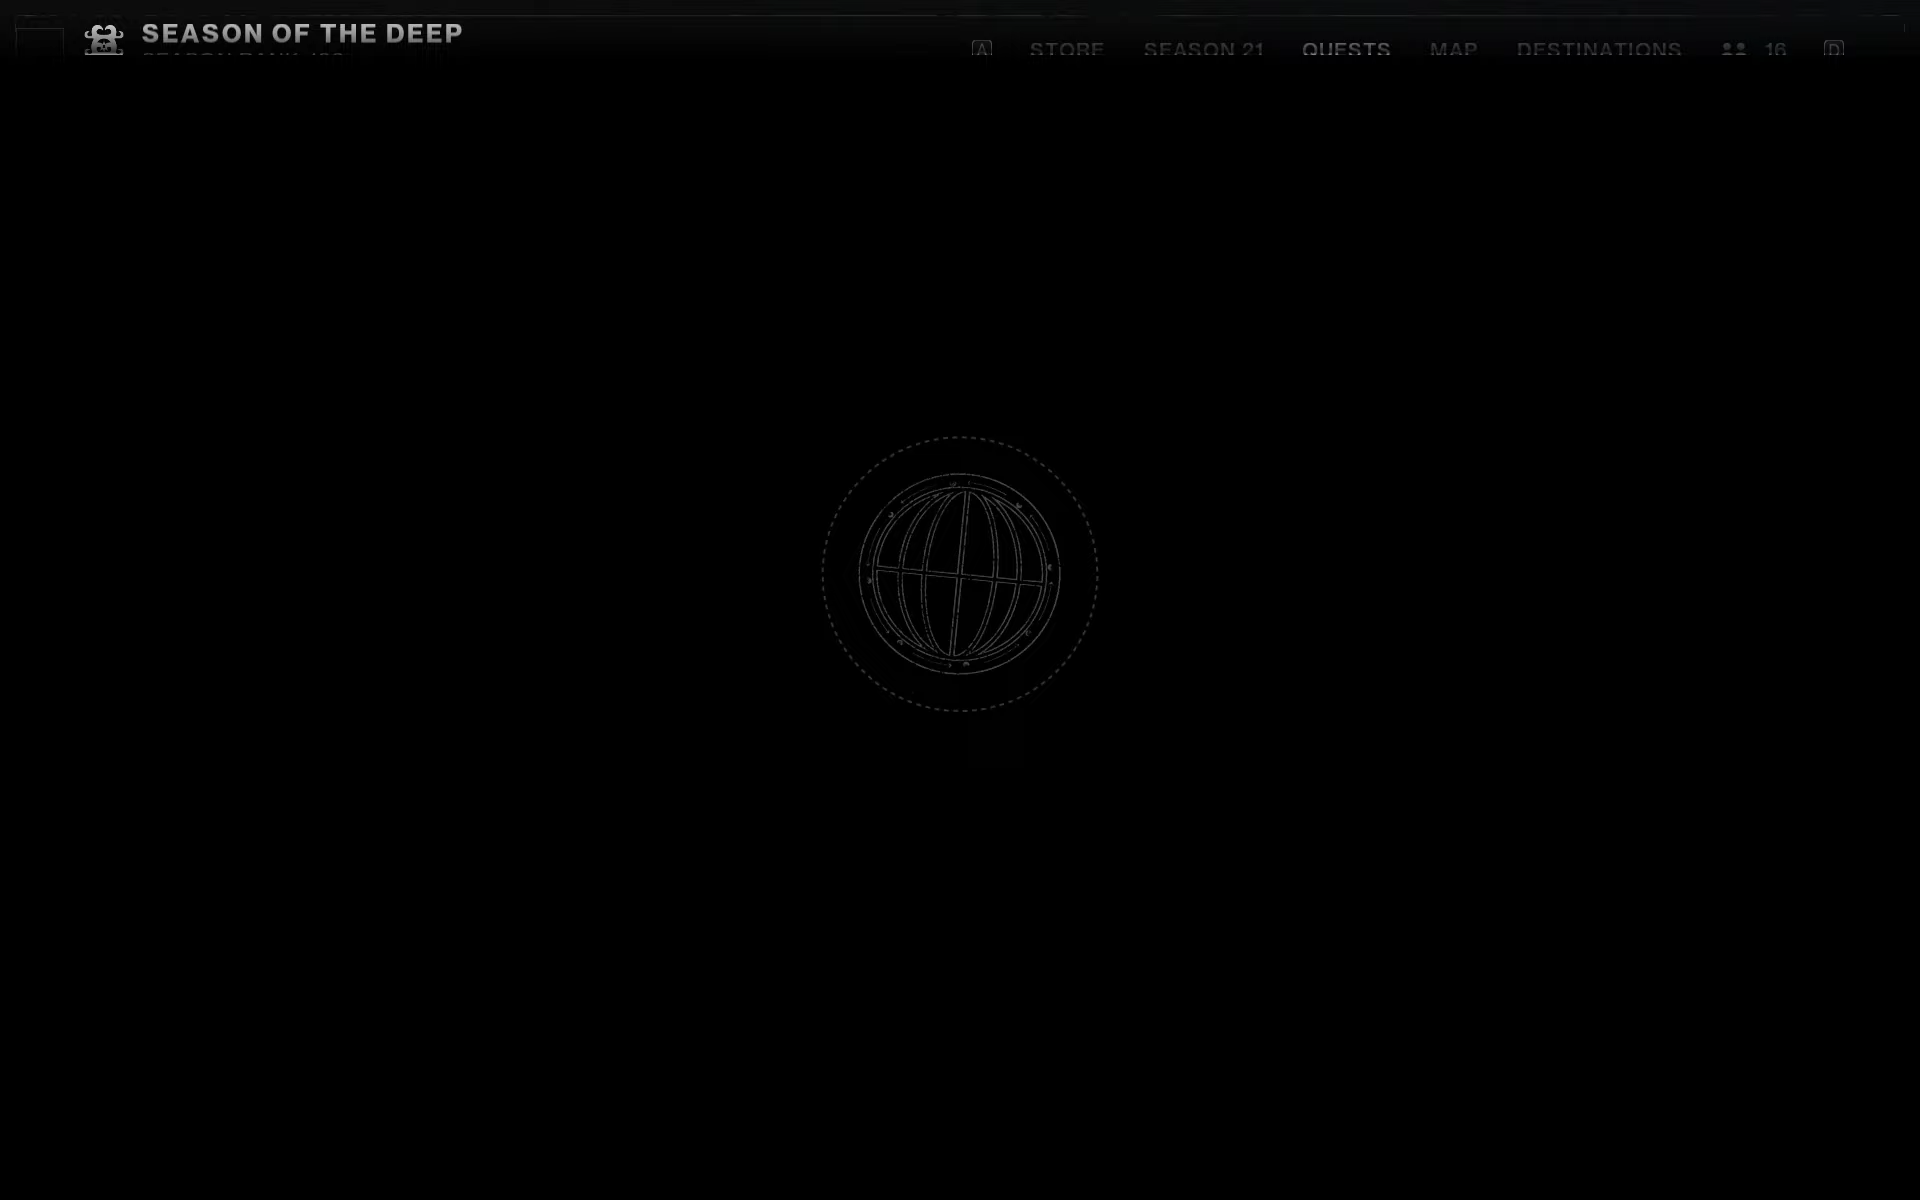 SEASON OF THE DEEP
A STORE SEASON 21 QUESTS MAP DESTINATIONS 16 D